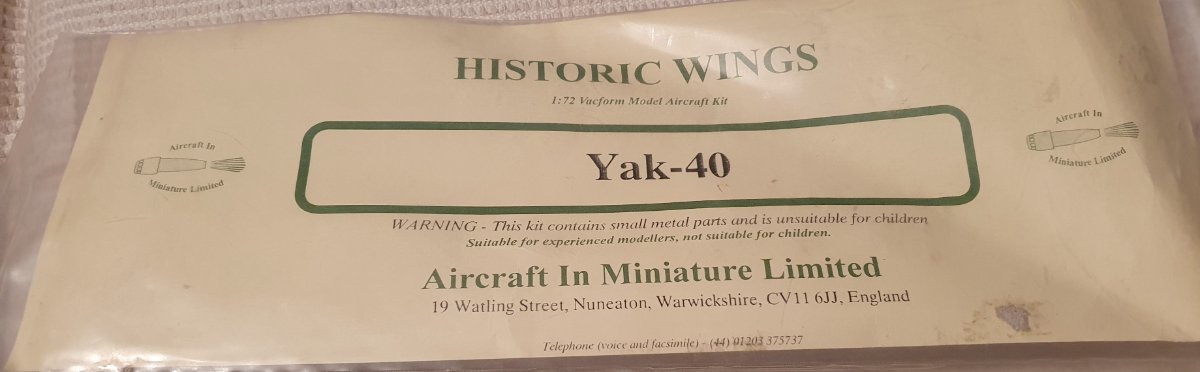 HISTORIC WINGS
1:72 Vacform Model Aircraft Kit
Aircraft In
Miniature Limited
Yak-40
Aircraft In
Miniature Limited
WARNING - This kit contains small metal parts and is unsuitable for children
Suitable for experienced modellers, not suitable for children.
Aircraft In Miniature Limited
19 Watling Street, Nuneaton, Warwickshire, CV11 6JJ, England
Telephone (voice and facsimile) - (44) 01203 375737